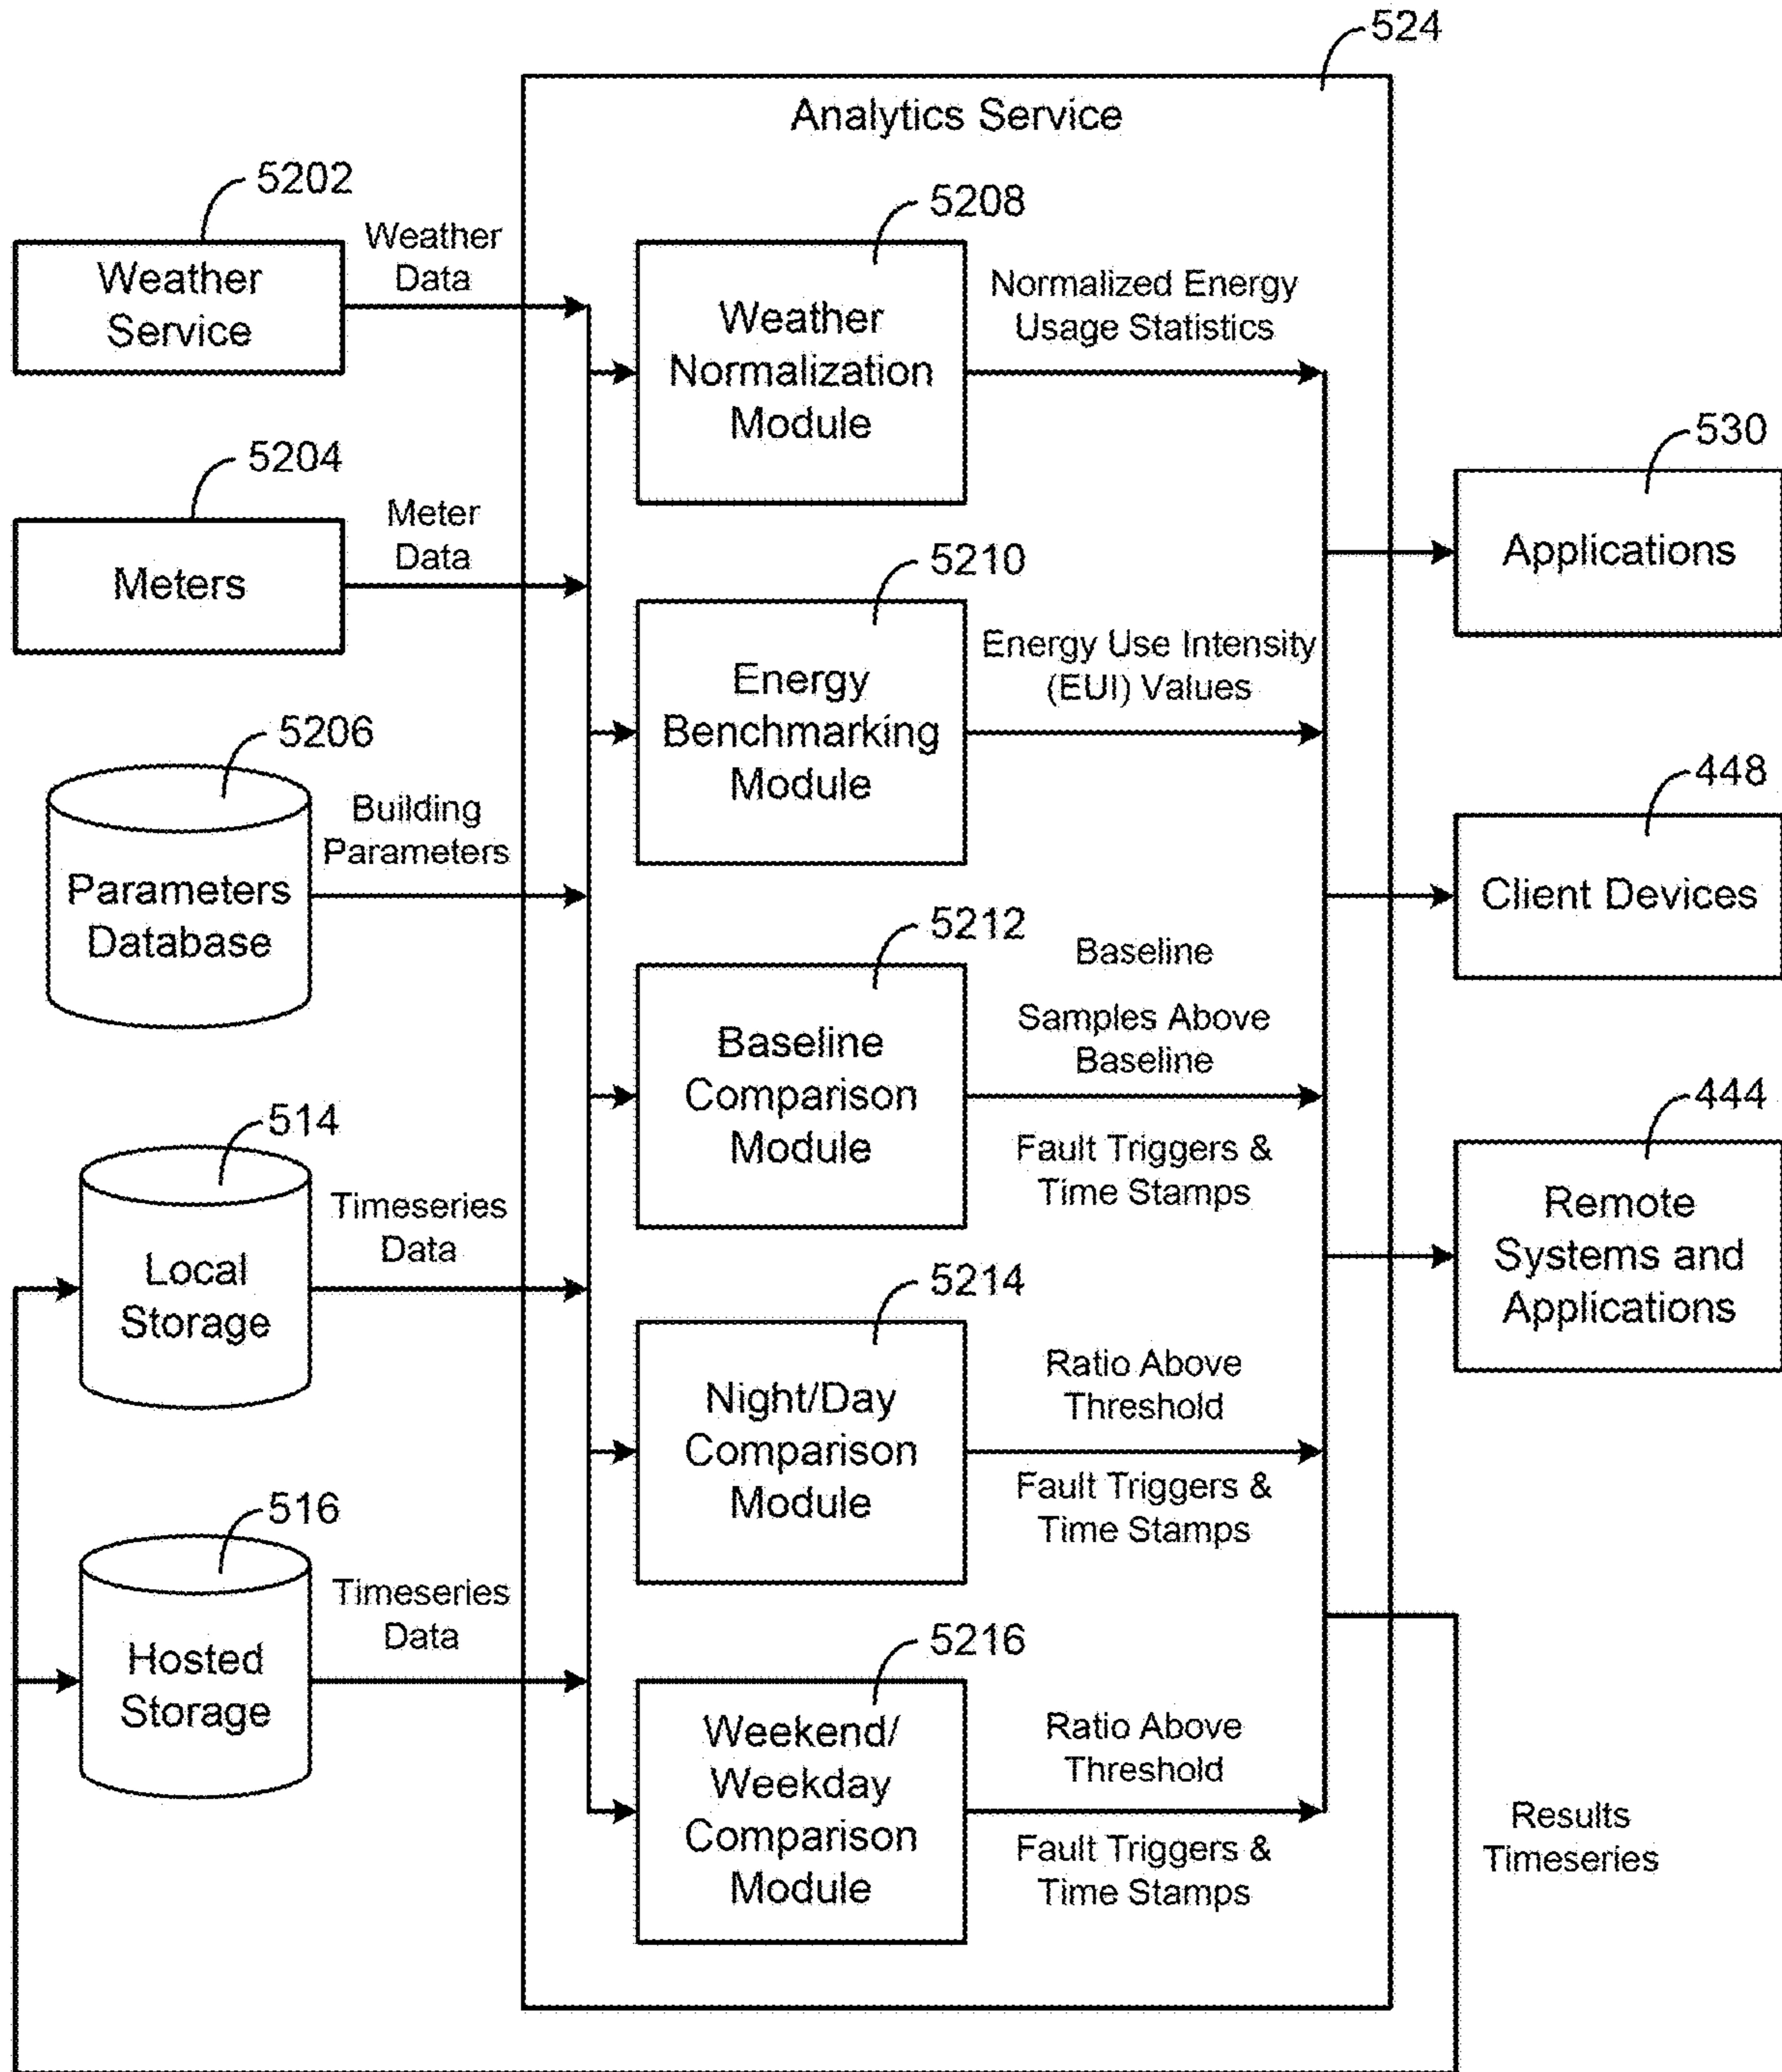 524
Analytics Service
5202
Weather
Service
Weather
Data
5204
Meters
Meter
Data
5206
Parameters
Database
Building
Parameters
514
Local
Storage
Timeseries
Data
516
Hosted
Storage
Timeseries
Data
5208
Weather
Normalization
Module
Normalized Energy
Usage Statistics
5210
Energy
Benchmarking
Module
Energy Use Intensity
(EUI) Values
5212
Baseline
Comparison
Module
Baseline
Samples Above
Baseline
Fault Triggers &
Time Stamps
5214
Night/Day
Comparison
Module
Ratio Above
Threshold
Fault Triggers &
Time Stamps
5216
Weekend/
Weekday
Comparison
Module
Ratio Above
Threshold
Fault Triggers &
Time Stamps
530
Applications
448
Client Devices
444
Remote
Systems and
Applications
Results
Timeseries